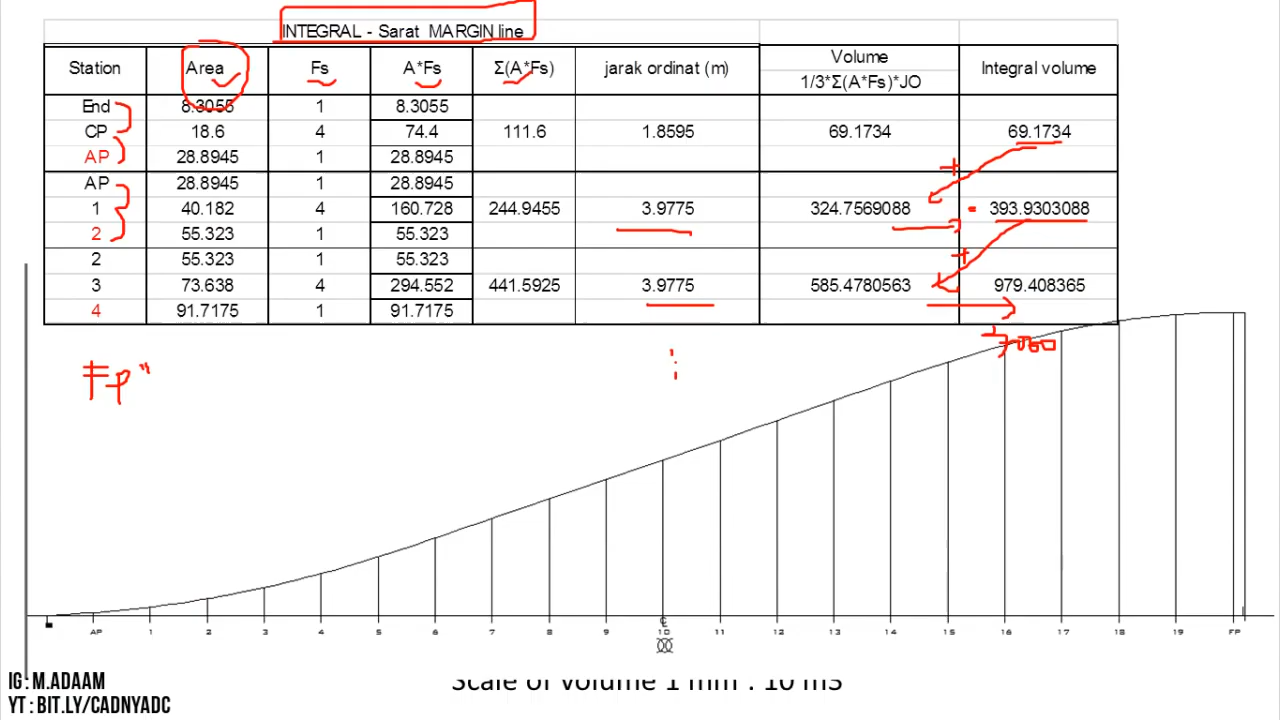 INTEGRAL - Sarat MARGIN line
Station Area Fs A*Fs Σ(A*Fs) jarak ordinat (m) Volume Integral volume
1/3*Σ(A*Fs)*JO
End 8.3055 1 8.3055
CP 18.6 4 74.4 111.6 1.8595 69.1734 69.1734
AP 28.8945 1 28.8945
AP 28.8945 1 28.8945
1 40.182 4 160.728 244.9455 3.9775 324.7569088 393.9303088
2 55.323 1 55.323
2 55.323 1 55.323
3 73.638 4 294.552 441.5925 3.9775 585.4780563 979.408365
4 91.7175 1 91.7175
Fp"
AP 1 2 3 4 5 6 7 8 9 10 11 12 13 14 15 16 17 18 19 FP
Scale of volume 1 mm : 10 m3
IG : M.ADAAM
YT : BIT.LY/CADNYADC